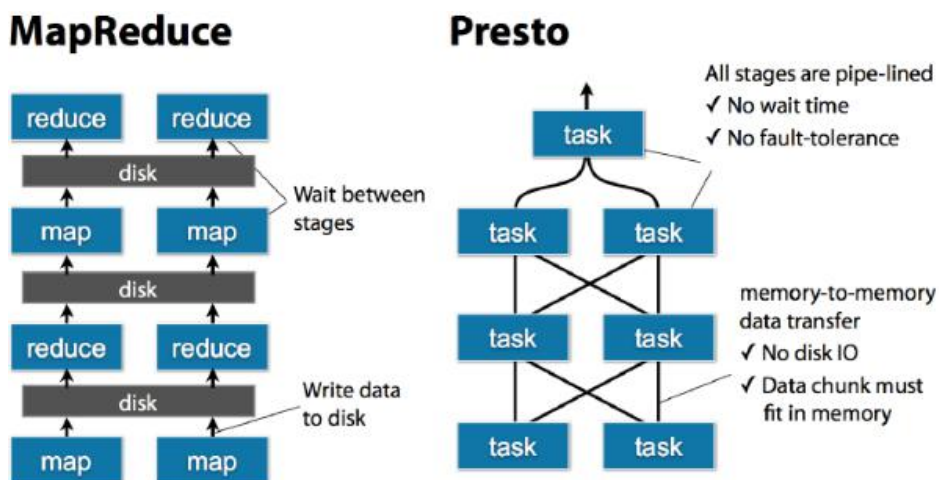 MapReduce
reduce
reduce
disk
Wait between
stages
map
map
disk
reduce
reduce
disk
Write data
to disk
map
map
Presto
All stages are pipe-lined
✓ No wait time
✓ No fault-tolerance
task
task
task
memory-to-memory
data transfer
✓ No disk IO
✓ Data chunk must
fit in memory
task
task
task
task